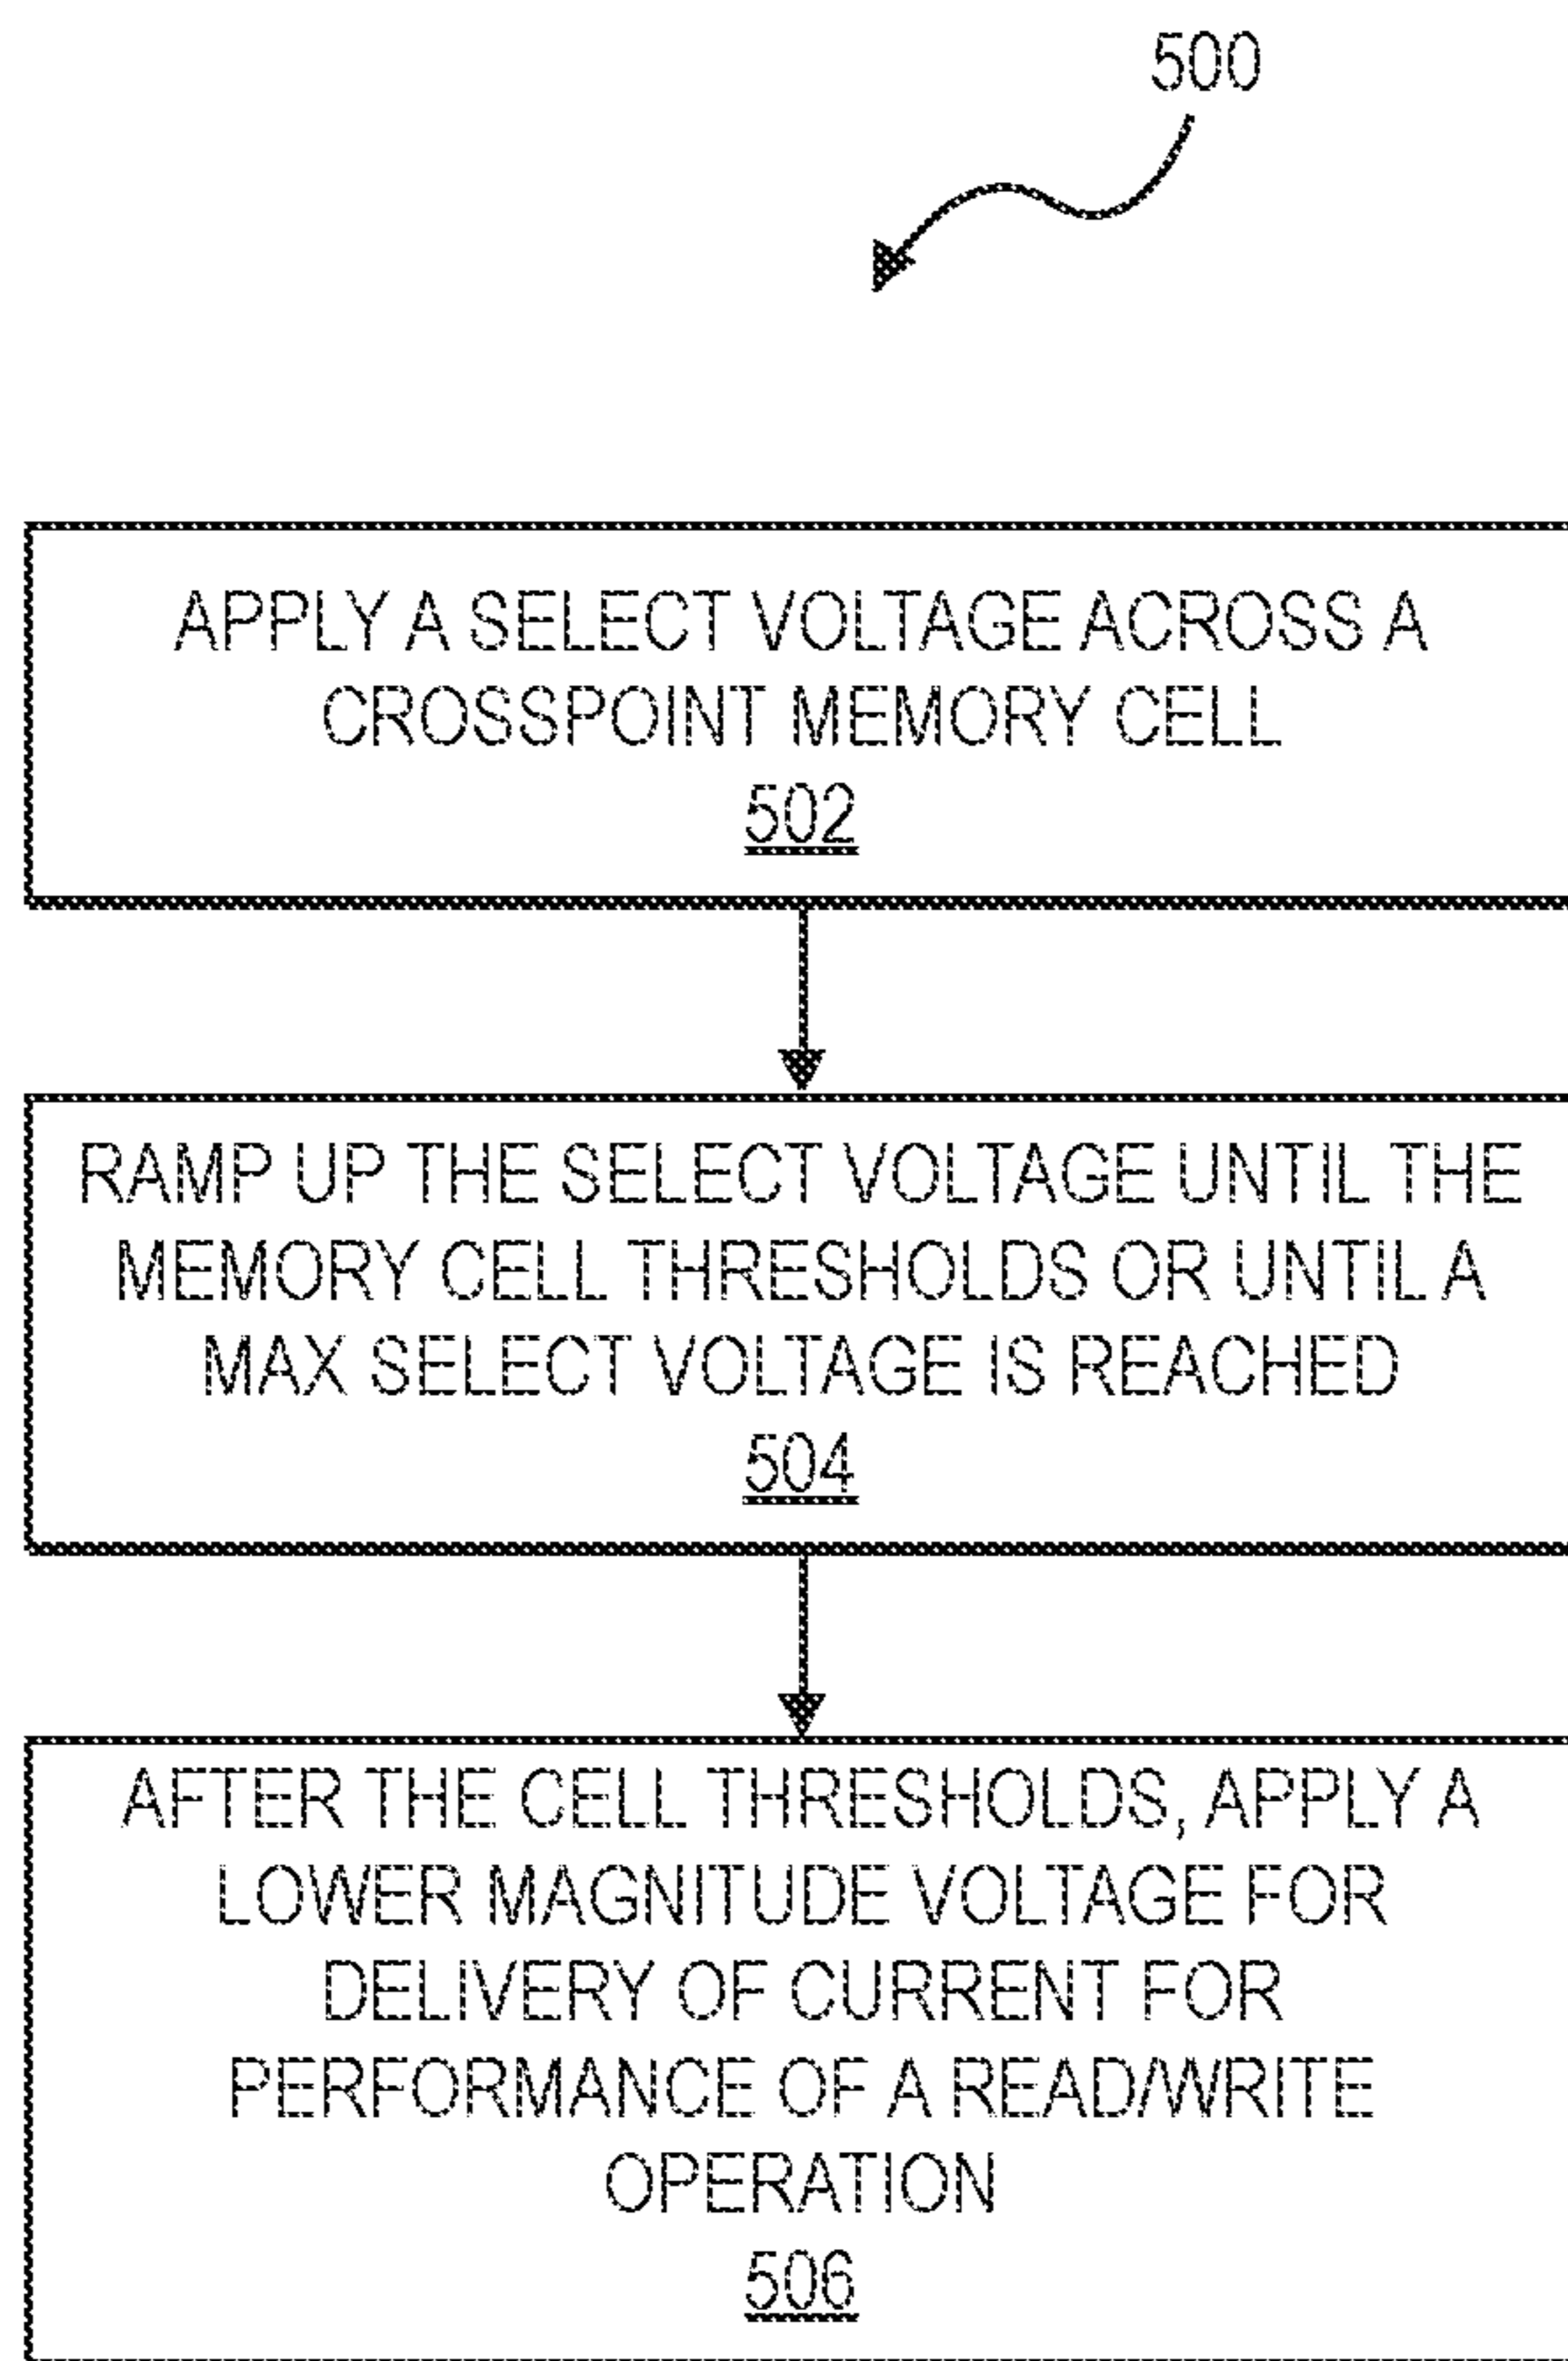 500
APPLY A SELECT VOLTAGE ACROSS A
CROSSPOINT MEMORY CELL
502
RAMP UP THE SELECT VOLTAGE UNTIL THE
MEMORY CELL THRESHOLDS OR UNTIL A
MAX SELECT VOLTAGE IS REACHED
504
AFTER THE CELL THRESHOLDS, APPLY A
LOWER MAGNITUDE VOLTAGE FOR
DELIVERY OF CURRENT FOR
PERFORMANCE OF A READ/WRITE
OPERATION
506